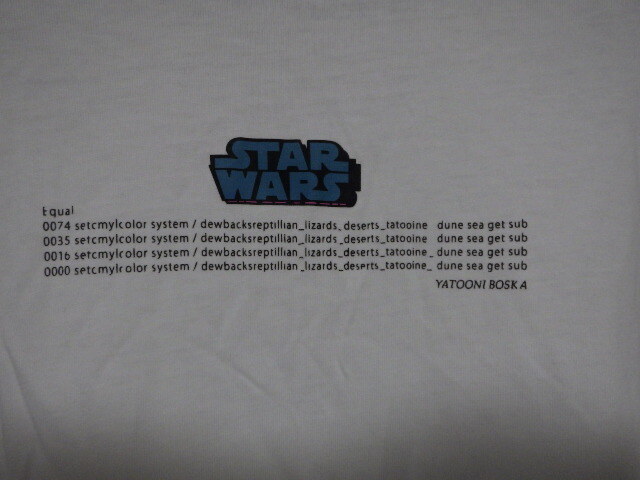 STAR
WARS
Equal
0074 setcmylcolor system / dewbacksreptillian_lizards_deserts_tatooine dune sea get sub
0035 setcmylcolor system / dewbacksreptillian_lizards_deserts_tatooine dune sea get sub
0016 setcmylcolor system / dewbacksreptillian_lizards_deserts_tatooine_ dune sea get sub
0000 setcmylcolor system / dewbacksreptillian_lizards_deserts_tatooine_ dune sea get sub
YATOONI BOSKA